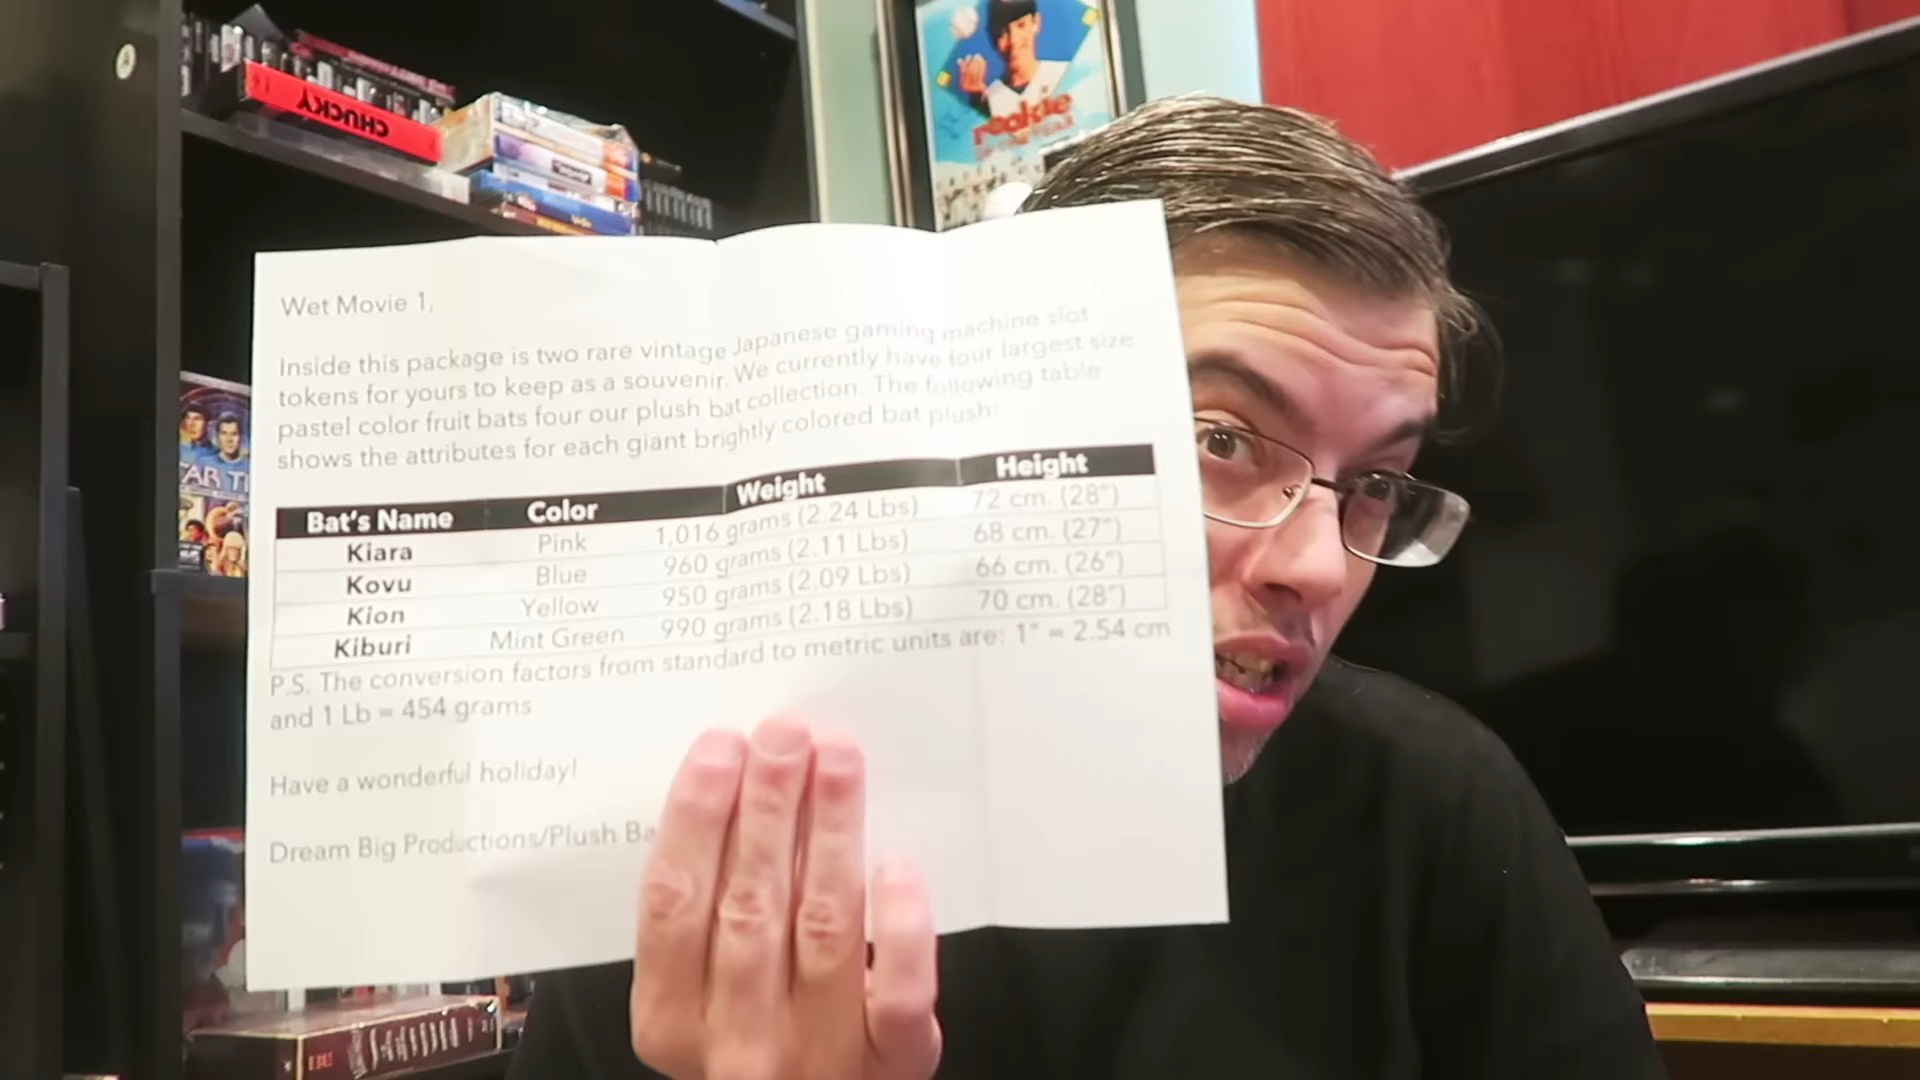 A
CHUCKY
rookie
OF THE YEAR
Wet Movie 1,
Inside this package is two rare vintage Japanese gaming machine slot
tokens for yours to keep as a souvenir. We currently have four largest size
pastel color fruit bats four our plush bat collection. The following table
shows the attributes for each giant brightly colored bat plush:
Bat's Name Color Weight Height
Kiara Pink 1,016 grams (2.24 Lbs) 72 cm. (28")
Kovu Blue 960 grams (2.11 Lbs) 68 cm. (27")
Kion Yellow 950 grams (2.09 Lbs) 66 cm. (26")
Kiburi Mint Green 990 grams (2.18 Lbs) 70 cm. (28")
P.S. The conversion factors from standard to metric units are: 1" = 2.54 cm
and 1 Lb = 454 grams
Have a wonderful holiday!
Dream Big Productions/Plush Ba
AR T